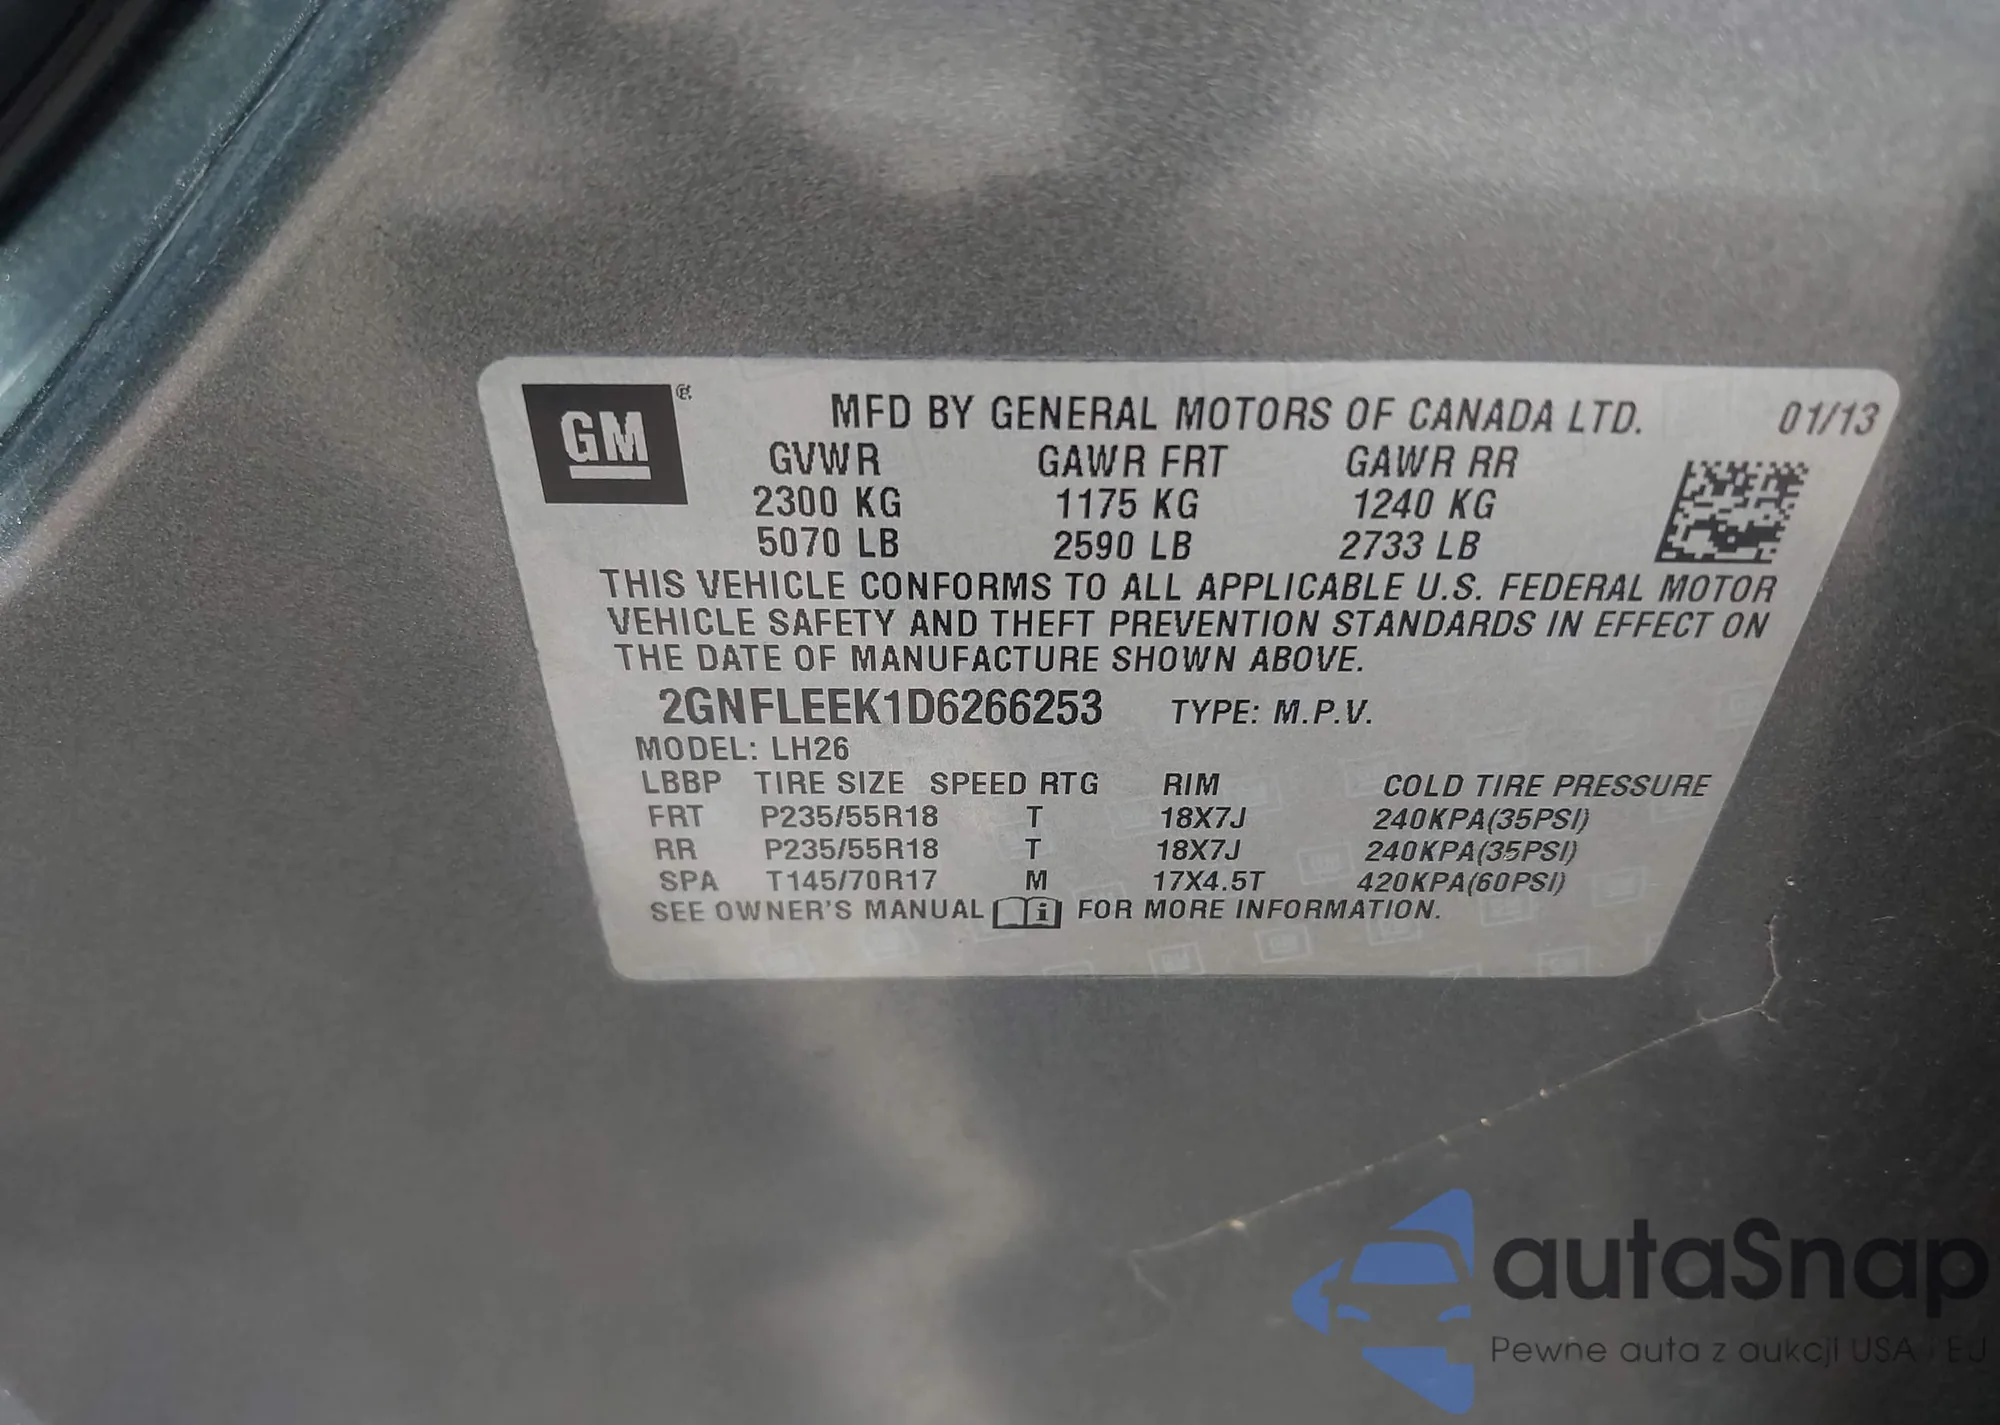 GM®
MFD BY GENERAL MOTORS OF CANADA LTD. 01/13
GVWR GAWR FRT GAWR RR
2300 KG 1175 KG 1240 KG
5070 LB 2590 LB 2733 LB
THIS VEHICLE CONFORMS TO ALL APPLICABLE U.S. FEDERAL MOTOR
VEHICLE SAFETY AND THEFT PREVENTION STANDARDS IN EFFECT ON
THE DATE OF MANUFACTURE SHOWN ABOVE.
2GNFLEEK1D6266253 TYPE: M.P.V.
MODEL: LH26
LBBP TIRE SIZE SPEED RTG RIM COLD TIRE PRESSURE
FRT P235/55R18 T 18X7J 240KPA(35PSI)
RR P235/55R18 T 18X7J 240KPA(35PSI)
SPA T145/70R17 M 17X4.5T 420KPA(60PSI)
SEE OWNER'S MANUAL i FOR MORE INFORMATION.
autaSnap
Pewne auta z aukcji USA i EU